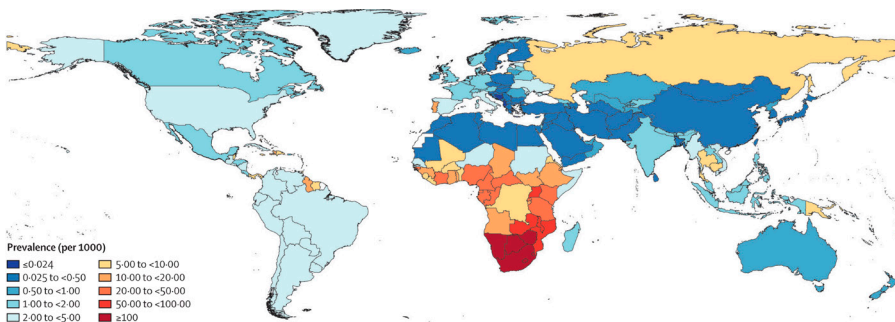 Prevalence (per 1000)
≤0·024
0·025 to <0·50
0·50 to <1·00
1·00 to <2·00
2·00 to <5·00
5·00 to <10·00
10·00 to <20·00
20·00 to <50·00
50·00 to <100·00
≥100